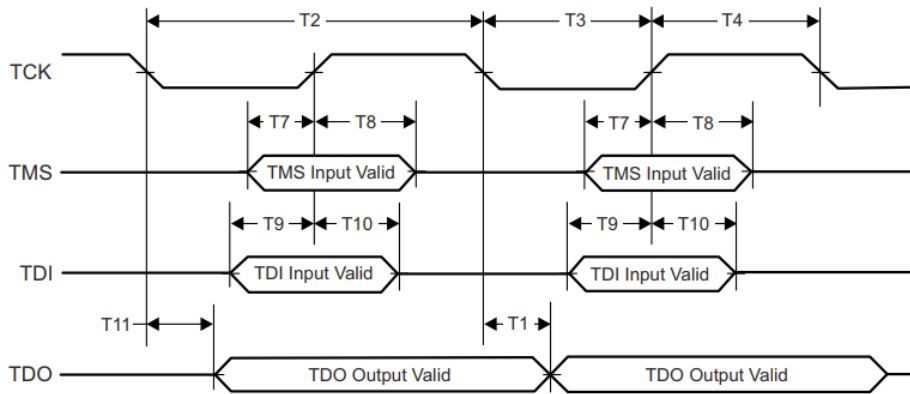 T2 T3 T4
TCK
T7 T8 T7 T8
TMS TMS Input Valid TMS Input Valid
T9 T10 T9 T10
TDI TDI Input Valid TDI Input Valid
T11 T1
TDO TDO Output Valid TDO Output Valid